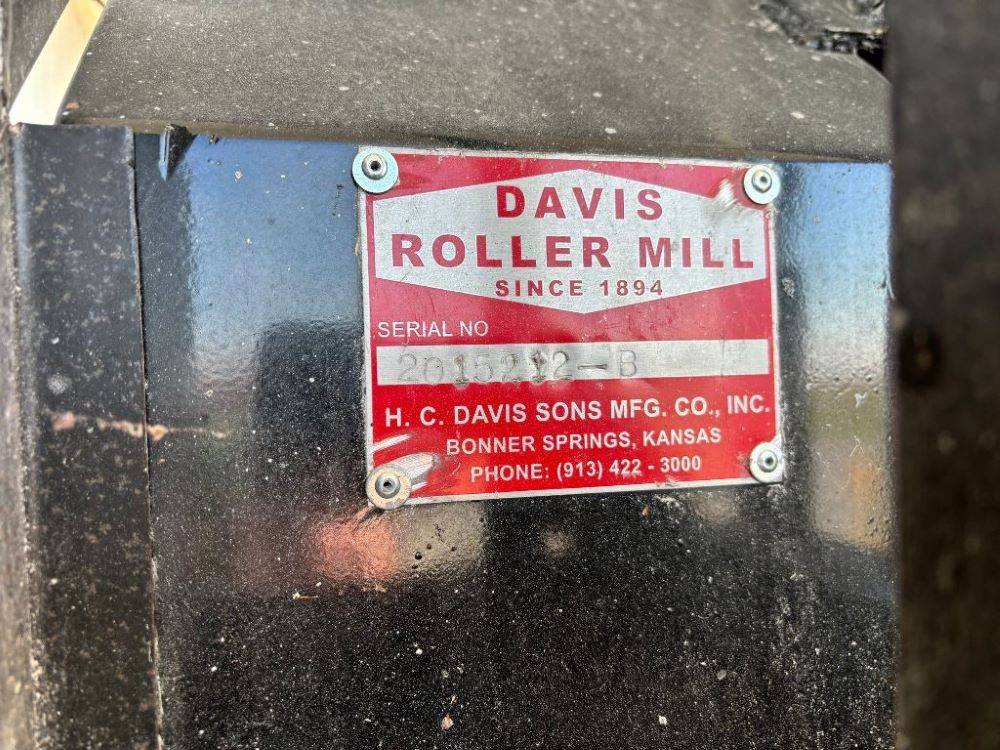 DAVIS
ROLLER MILL
SINCE 1894
SERIAL NO
2015212-B
H. C. DAVIS SONS MFG. CO., INC.
BONNER SPRINGS, KANSAS
PHONE: (913) 422 - 3000